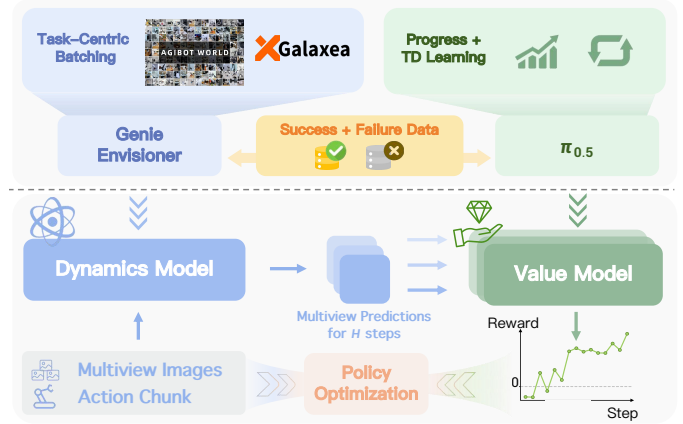 Task-Centric
Batching
AGIBOT WORLD
Galaxea
Progress +
TD Learning
Genie
Envisioner
Success + Failure Data
π0.5
Dynamics Model
Value Model
Multiview Predictions
for H steps
Multiview Images
Action Chunk
Policy
Optimization
Reward
0
Step